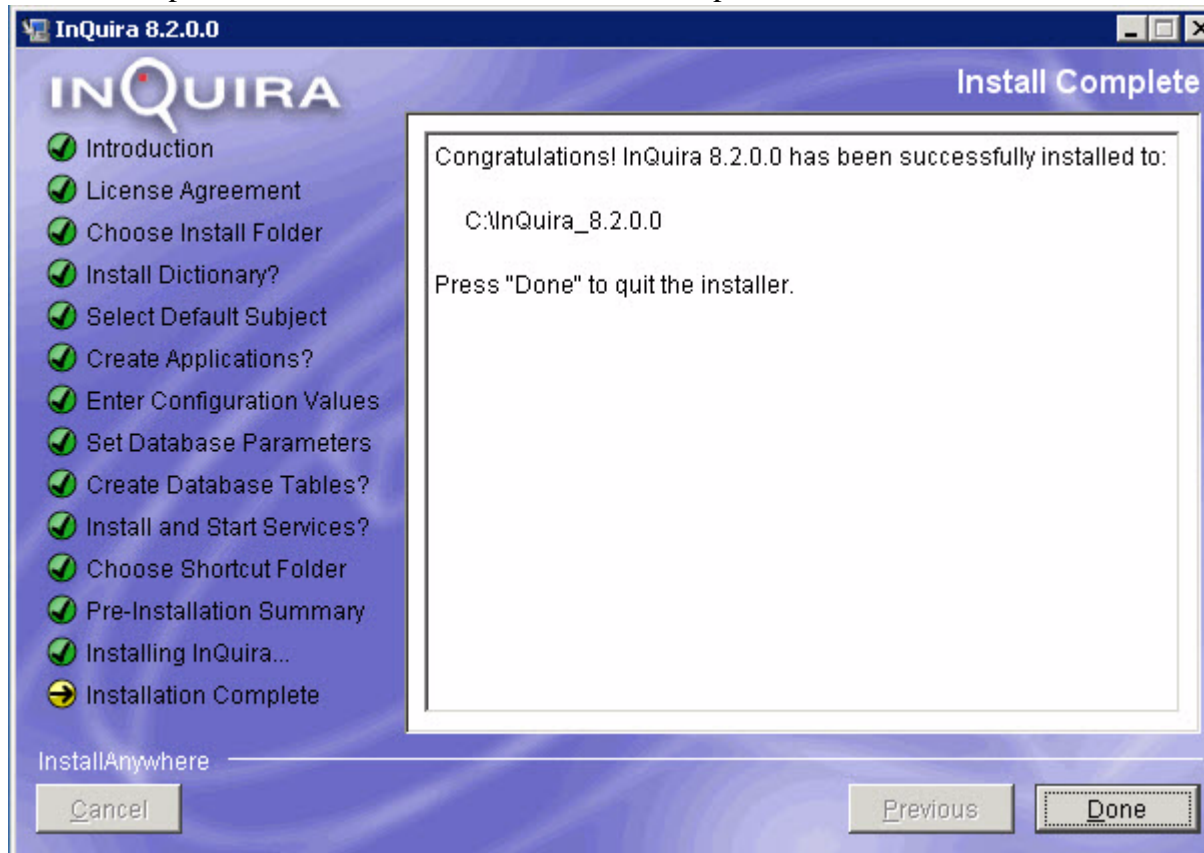 InQuira 8.2.0.0
INQUIRA
Install Complete
Introduction
License Agreement
Choose Install Folder
Install Dictionary?
Select Default Subject
Create Applications?
Enter Configuration Values
Set Database Parameters
Create Database Tables?
Install and Start Services?
Choose Shortcut Folder
Pre-Installation Summary
Installing InQuira...
Installation Complete
Congratulations! InQuira 8.2.0.0 has been successfully installed to:
C:\InQuira_8.2.0.0
Press "Done" to quit the installer.
InstallAnywhere
Cancel
Previous
Done